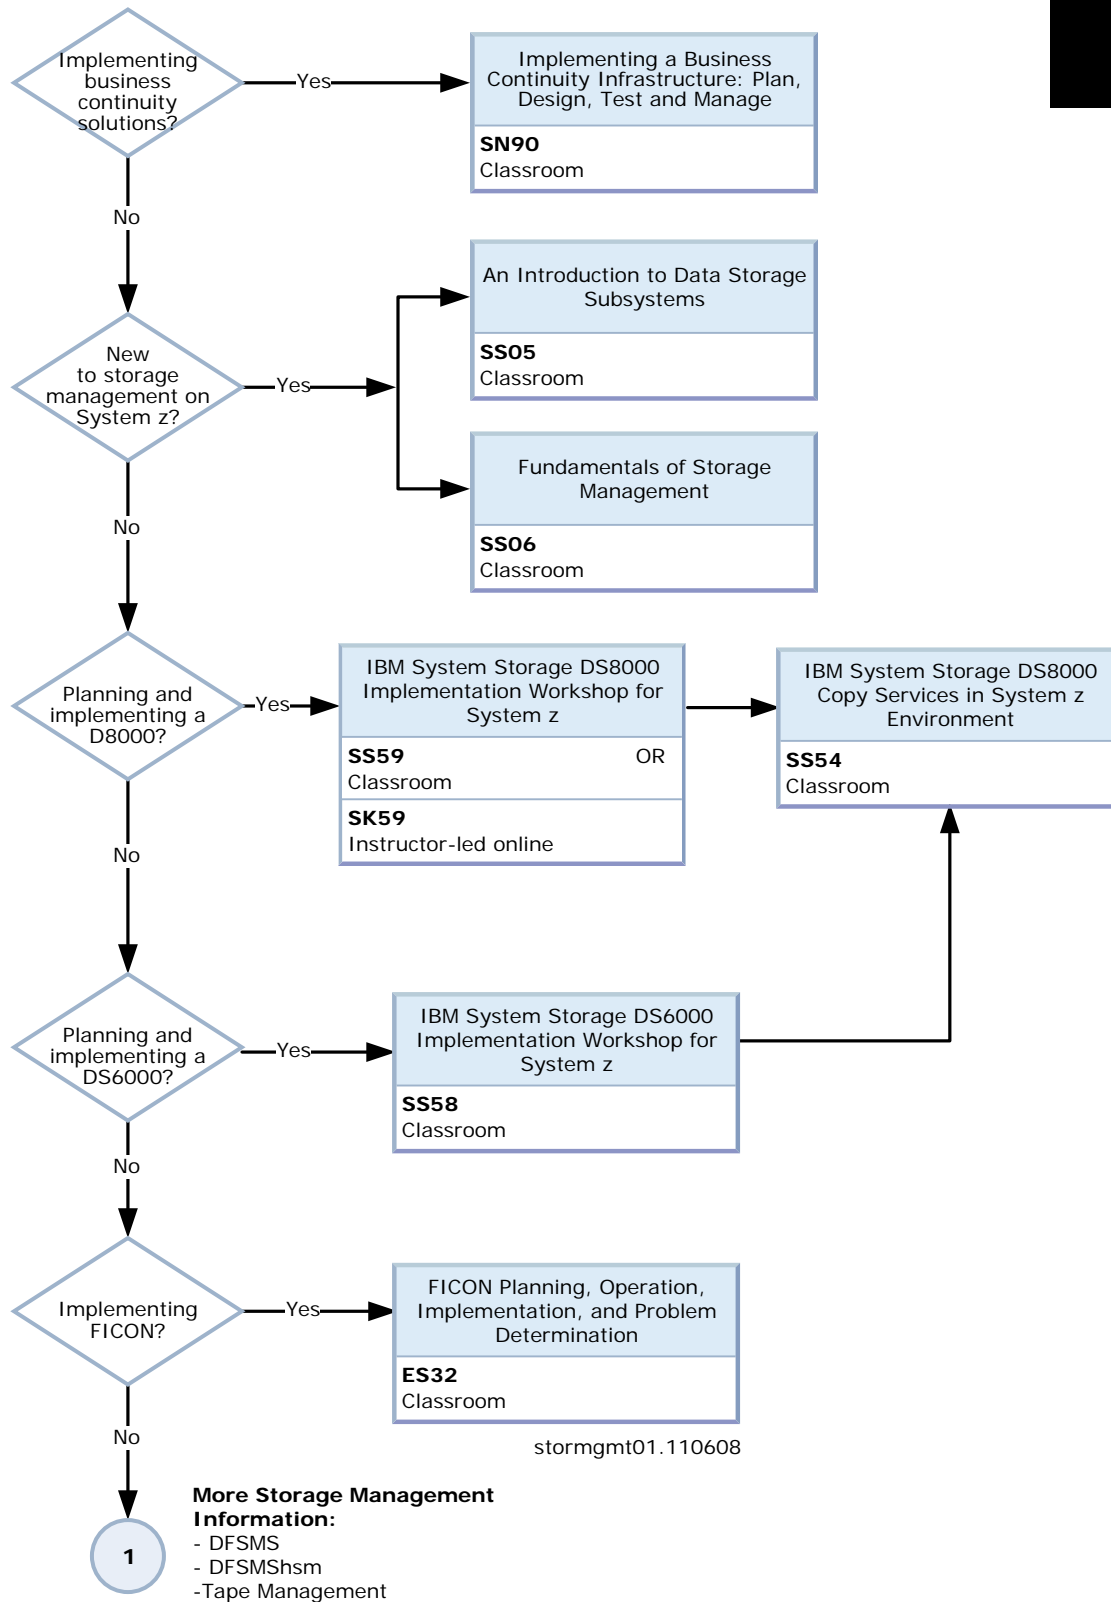 Implementing
business
continuity
solutions?
Yes
Implementing a Business
Continuity Infrastructure: Plan,
Design, Test and Manage
SN90
Classroom
No
New
to storage
management on
System z?
Yes
An Introduction to Data Storage
Subsystems
SS05
Classroom
Fundamentals of Storage
Management
SS06
Classroom
No
Planning and
implementing a
D8000?
Yes
IBM System Storage DS8000
Implementation Workshop for
System z
SS59 OR
Classroom
SK59
Instructor-led online
IBM System Storage DS8000
Copy Services in System z
Environment
SS54
Classroom
No
Planning and
implementing a
DS6000?
Yes
IBM System Storage DS6000
Implementation Workshop for
System z
SS58
Classroom
No
Implementing
FICON?
Yes
FICON Planning, Operation,
Implementation, and Problem
Determination
ES32
Classroom
stormgmt01.110608
No
1
More Storage Management
Information:
- DFSMS
- DFSMShsm
-Tape Management